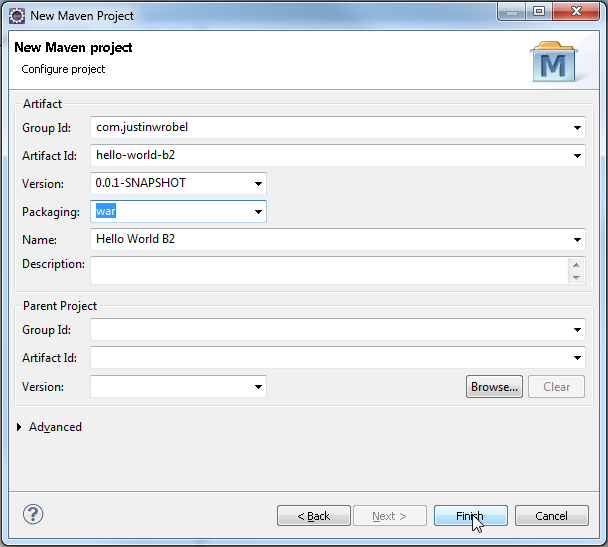 New Maven Project
New Maven project
Configure project
M
Artifact
Group Id: com.justinwrobel
Artifact Id: hello-world-b2
Version: 0.0.1-SNAPSHOT
Packaging: war
Name: Hello World B2
Description:
Parent Project
Group Id:
Artifact Id:
Version: Browse... Clear
Advanced
? < Back Next > Finish Cancel